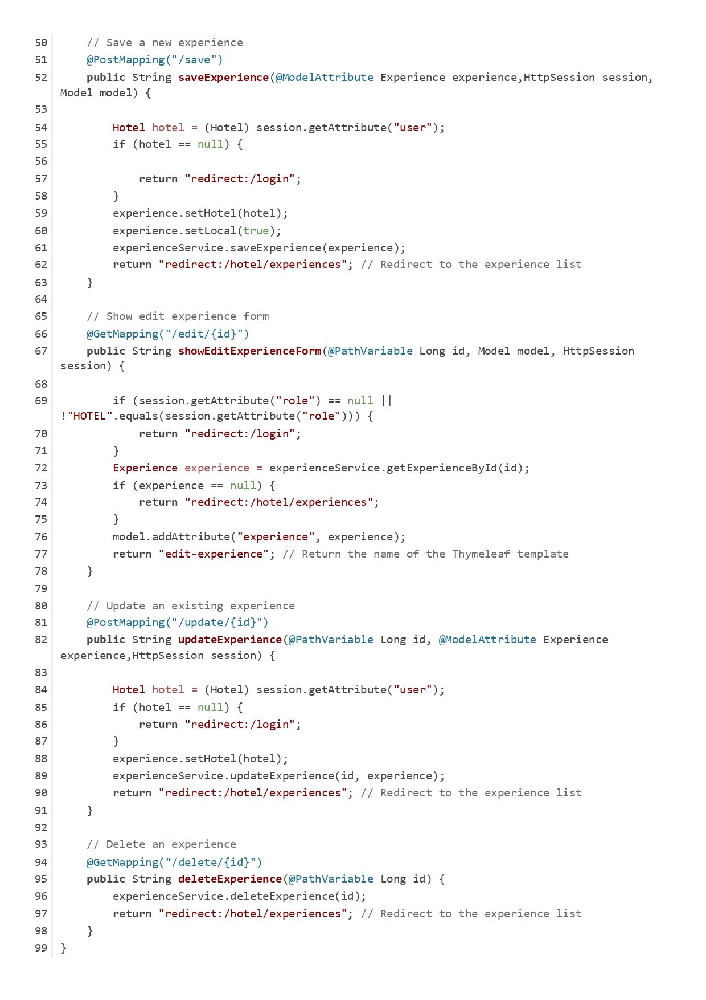 50 // Save a new experience
51 @PostMapping("/save")
52 public String saveExperience(@ModelAttribute Experience experience,HttpSession session,
Model model) {
53
54 Hotel hotel = (Hotel) session.getAttribute("user");
55 if (hotel == null) {
56
57 return "redirect:/login";
58 }
59 experience.setHotel(hotel);
60 experience.setLocal(true);
61 experienceService.saveExperience(experience);
62 return "redirect:/hotel/experiences"; // Redirect to the experience list
63 }
64
65 // Show edit experience form
66 @GetMapping("/edit/{id}")
67 public String showEditExperienceForm(@PathVariable Long id, Model model, HttpSession
session) {
68
69 if (session.getAttribute("role") == null ||
!"HOTEL".equals(session.getAttribute("role"))) {
70 return "redirect:/login";
71 }
72 Experience experience = experienceService.getExperienceById(id);
73 if (experience == null) {
74 return "redirect:/hotel/experiences";
75 }
76 model.addAttribute("experience", experience);
77 return "edit-experience"; // Return the name of the Thymeleaf template
78 }
79
80 // Update an existing experience
81 @PostMapping("/update/{id}")
82 public String updateExperience(@PathVariable Long id, @ModelAttribute Experience
experience,HttpSession session) {
83
84 Hotel hotel = (Hotel) session.getAttribute("user");
85 if (hotel == null) {
86 return "redirect:/login";
87 }
88 experience.setHotel(hotel);
89 experienceService.updateExperience(id, experience);
90 return "redirect:/hotel/experiences"; // Redirect to the experience list
91 }
92
93 // Delete an experience
94 @GetMapping("/delete/{id}")
95 public String deleteExperience(@PathVariable Long id) {
96 experienceService.deleteExperience(id);
97 return "redirect:/hotel/experiences"; // Redirect to the experience list
98 }
99 }